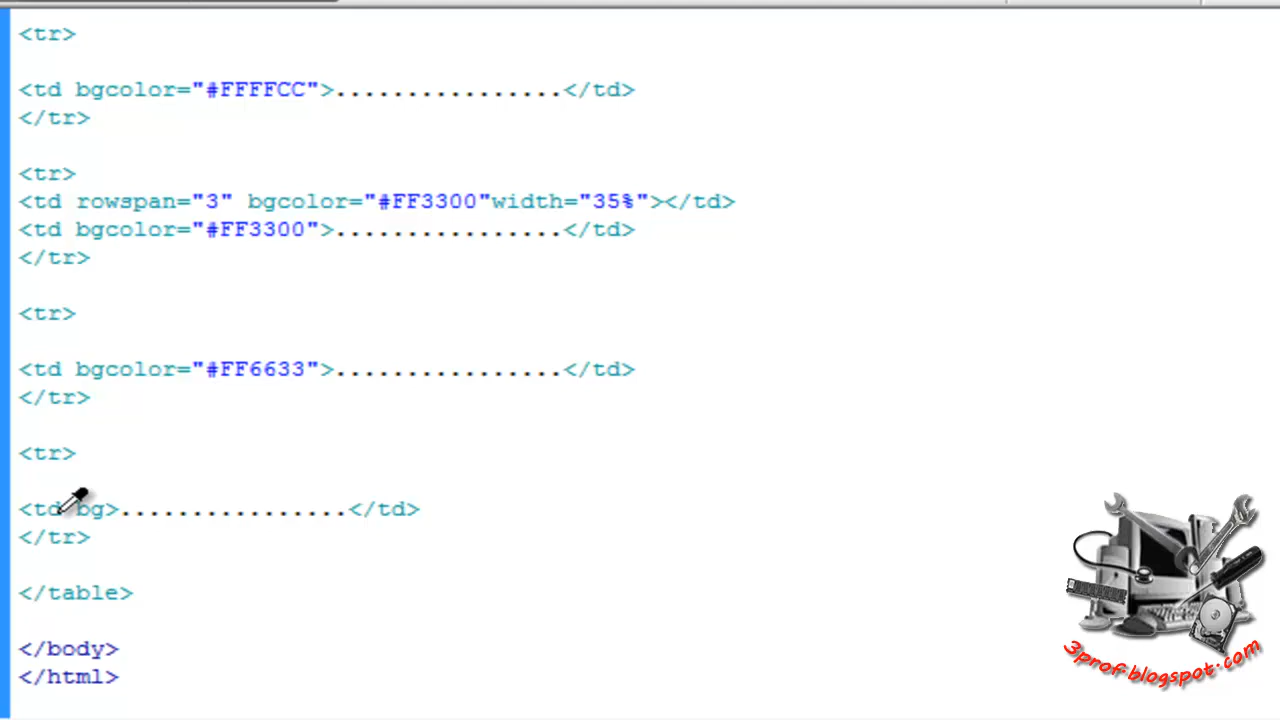 <tr>
<td bgcolor="#FFFFCC">................</td>
</tr>
<tr>
<td rowspan="3" bgcolor="#FF3300"width="35%"></td>
<td bgcolor="#FF3300">................</td>
</tr>
<tr>
<td bgcolor="#FF6633">................</td>
</tr>
<tr>
<td bg>................</td>
</tr>
</table>
</body>
</html>
3prof.blogspot.com